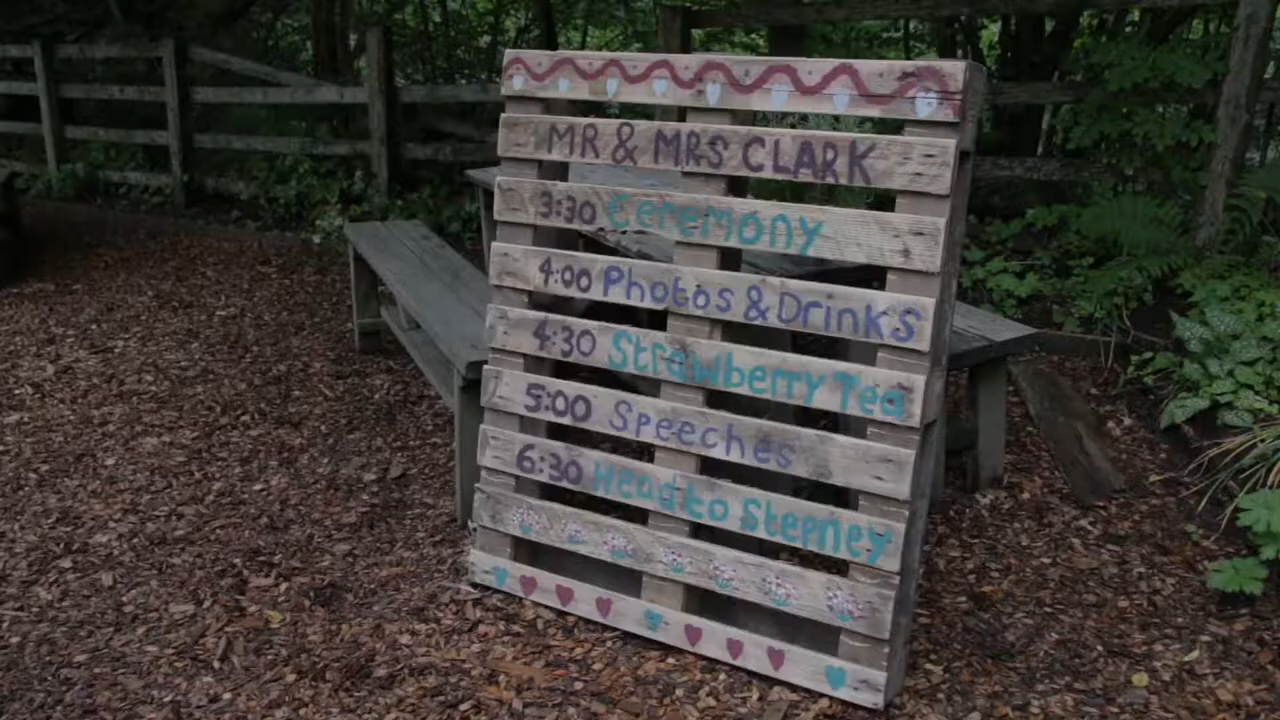 MR & MRS CLARK
3:30 Ceremony
4:00 Photos & Drinks
4:30 Strawberry Tea
5:00 Speeches
6:30 Head to Stepney